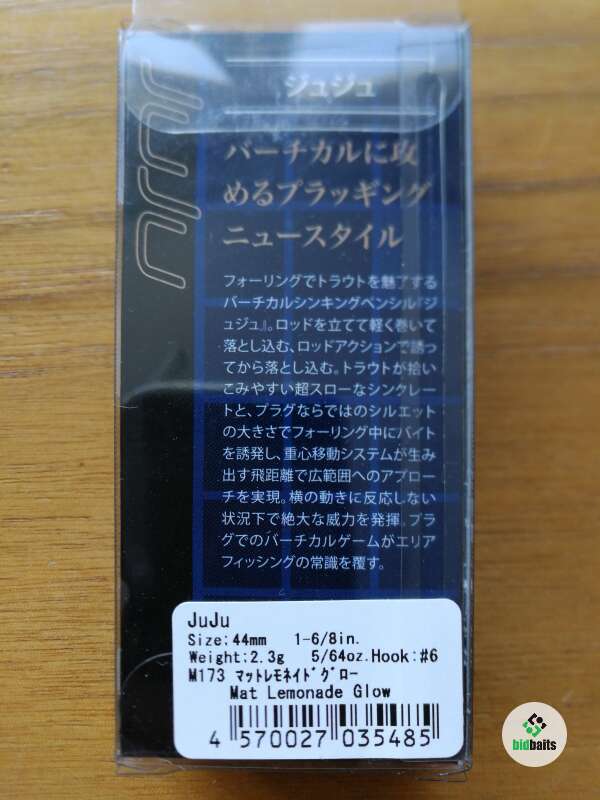 ジュジュ
JUJU
バーチカルに攻
めるプラッギング
ニュースタイル
フォーリングでトラウトを魅了する
バーチカルシンキングペンシル『ジ
ュジュ』。ロッドを立てて軽く巻いて
落とし込む、ロッドアクションで誘っ
てから落とし込む。トラウトが拾い
こみやすい超スローなシンクレー
トと、プラグならではのシルエット
の大きさでフォーリング中にバイト
を誘発し、重心移動システムが生み
出す飛距離で広範囲へのアプロー
チを実現。横の動きに反応しない
状況下で絶大な威力を発揮。プラ
グでのバーチカルゲームがエリア
フィッシングの常識を覆す。
JuJu
Size:44mm 1-6/8in.
Weight:2.3g 5/64oz.Hook:#6
M173 マットレモネイドグロー
Mat Lemonade Glow
4 570027 035485
bidbaits